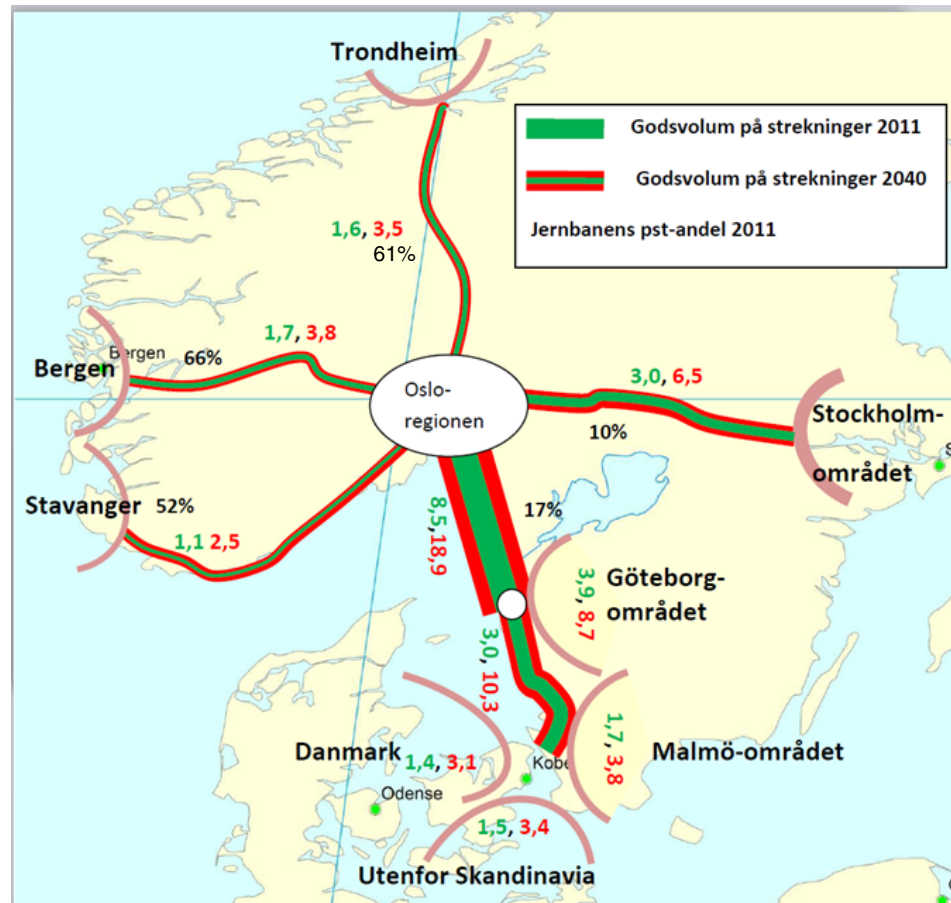 Trondheim
Godsvolum på strekninger 2011
Godsvolum på strekninger 2040
Jernbanens pst-andel 2011
1,6, 3,5
61%
1,7, 3,8
Bergen
Bergen
66%
Oslo-
regionen
3,0, 6,5
10%
Stockholm-
området
S
Stavanger
52%
1,1 2,5
8,5,18,9
17%
3,9, 8,7
Göteborg-
området
3,0, 10,3
Danmark
1,4, 3,1
Odense
Kobe
1,7, 3,8
Malmö-området
1,5, 3,4
Utenfor Skandinavia